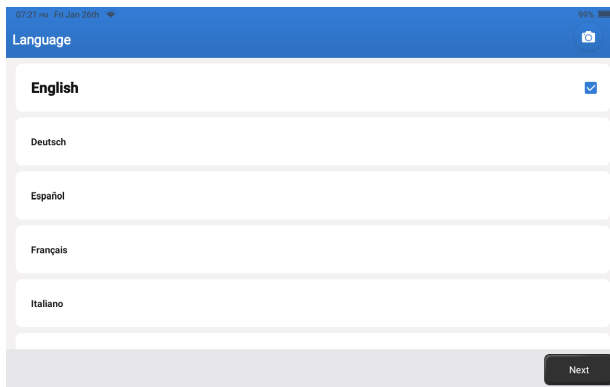 07:21 PM Fri Jan 26th 99%
Language
English
Deutsch
Español
Français
Italiano
Next